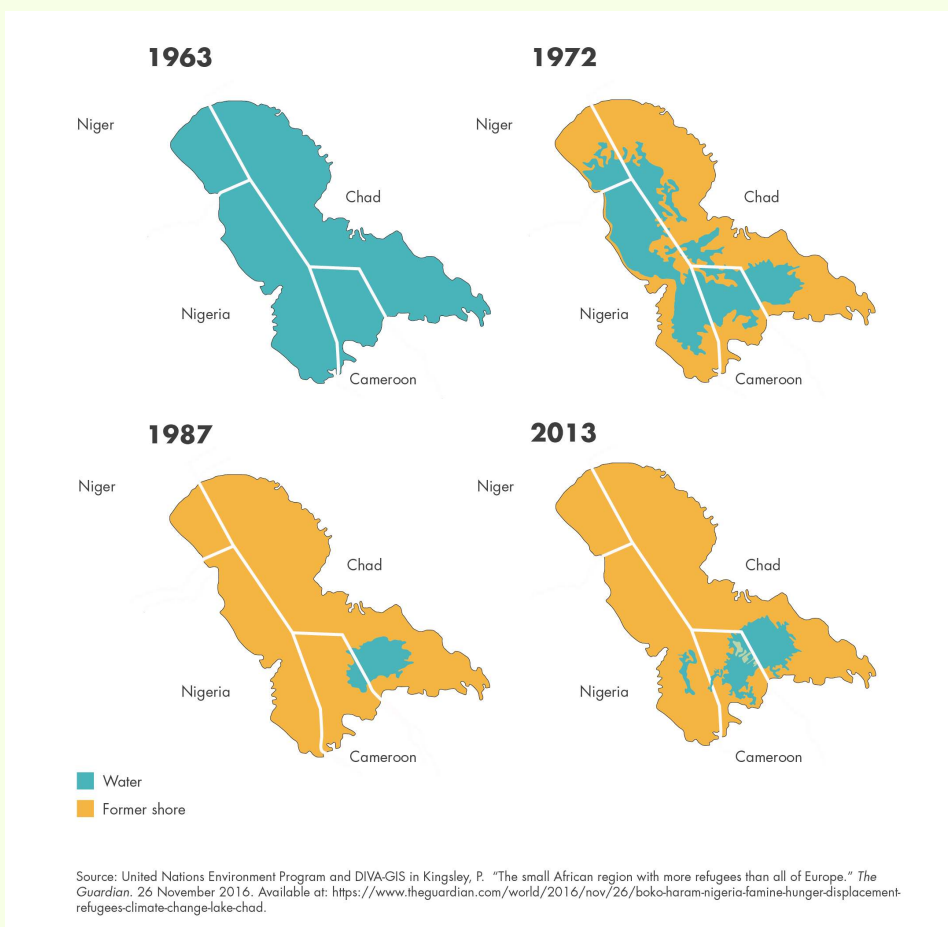 1963
1972
Niger
Niger
Chad
Chad
Nigeria
Nigeria
Cameroon
Cameroon
1987
2013
Niger
Niger
Chad
Chad
Nigeria
Nigeria
Cameroon
Cameroon
Water
Former shore
Source: United Nations Environment Program and DIVA-GIS in Kingsley, P.  “The small African region with more refugees than all of Europe.” The
Guardian. 26 November 2016. Available at: https://www.theguardian.com/world/2016/nov/26/boko-haram-nigeria-famine-hunger-displacement-
refugees-climate-change-lake-chad.